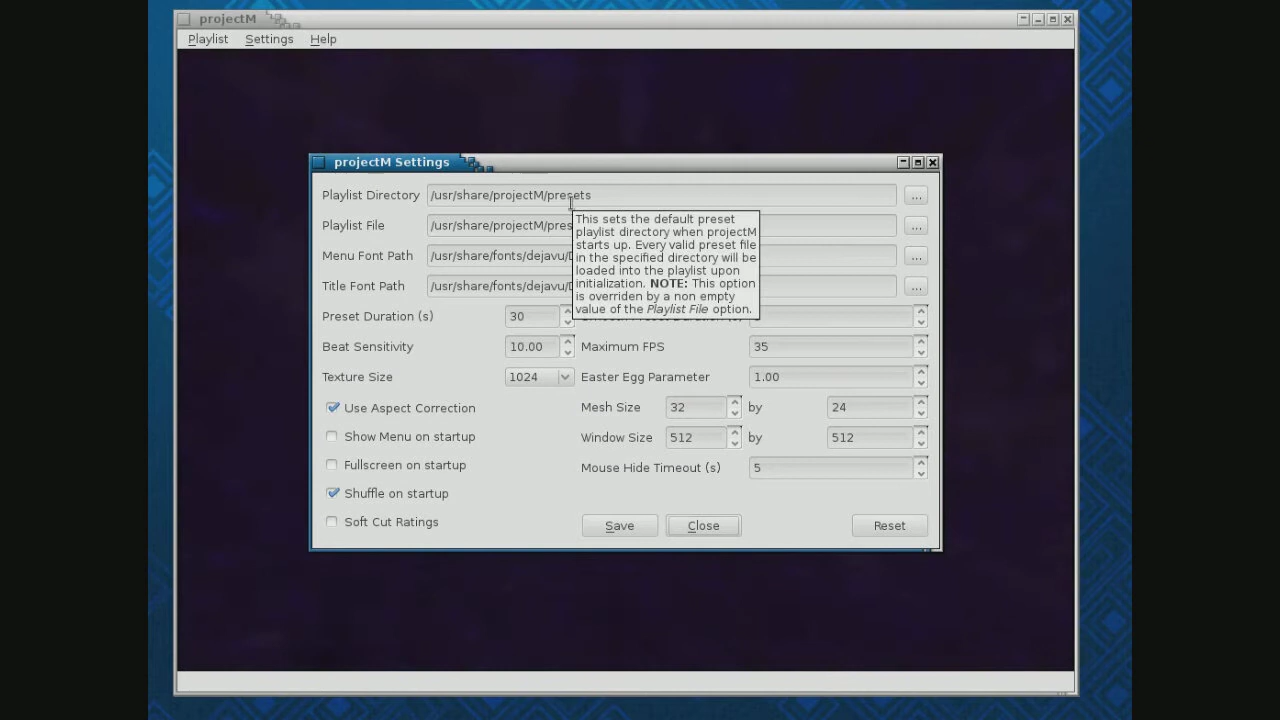 projectM
Playlist Settings Help
projectM Settings
Playlist Directory /usr/share/projectM/presets ...
Playlist File /usr/share/projectM/pres ...
Menu Font Path /usr/share/fonts/dejavu/D ...
Title Font Path /usr/share/fonts/dejavu/D ...
This sets the default preset
playlist directory when projectM
starts up. Every valid preset file
in the specified directory will be
loaded into the playlist upon
initialization. NOTE: This option
is overriden by a non empty
value of the Playlist File option.
Preset Duration (s) 30
Beat Sensitivity 10.00 Maximum FPS 35
Texture Size 1024 Easter Egg Parameter 1.00
Use Aspect Correction Mesh Size 32 by 24
Show Menu on startup Window Size 512 by 512
Fullscreen on startup Mouse Hide Timeout (s) 5
Shuffle on startup
Soft Cut Ratings Save Close Reset